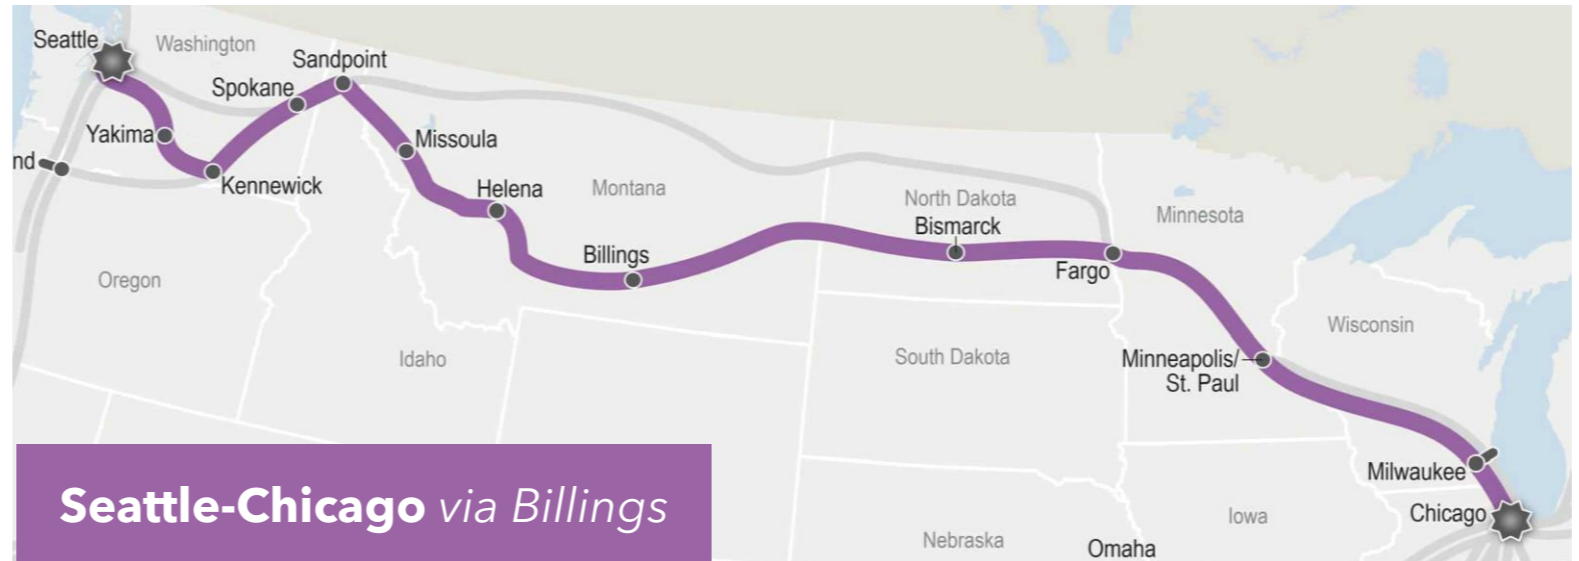 Seattle
Washington
Sandpoint
Spokane
Yakima
Missoula
nd
Kennewick
Helena
Montana
North Dakota
Bismarck
Minnesota
Billings
Fargo
Oregon
Wisconsin
Idaho
South Dakota
Minneapolis/
St. Paul
Milwaukee
Chicago
Iowa
Nebraska
Omaha
Seattle-Chicago via Billings